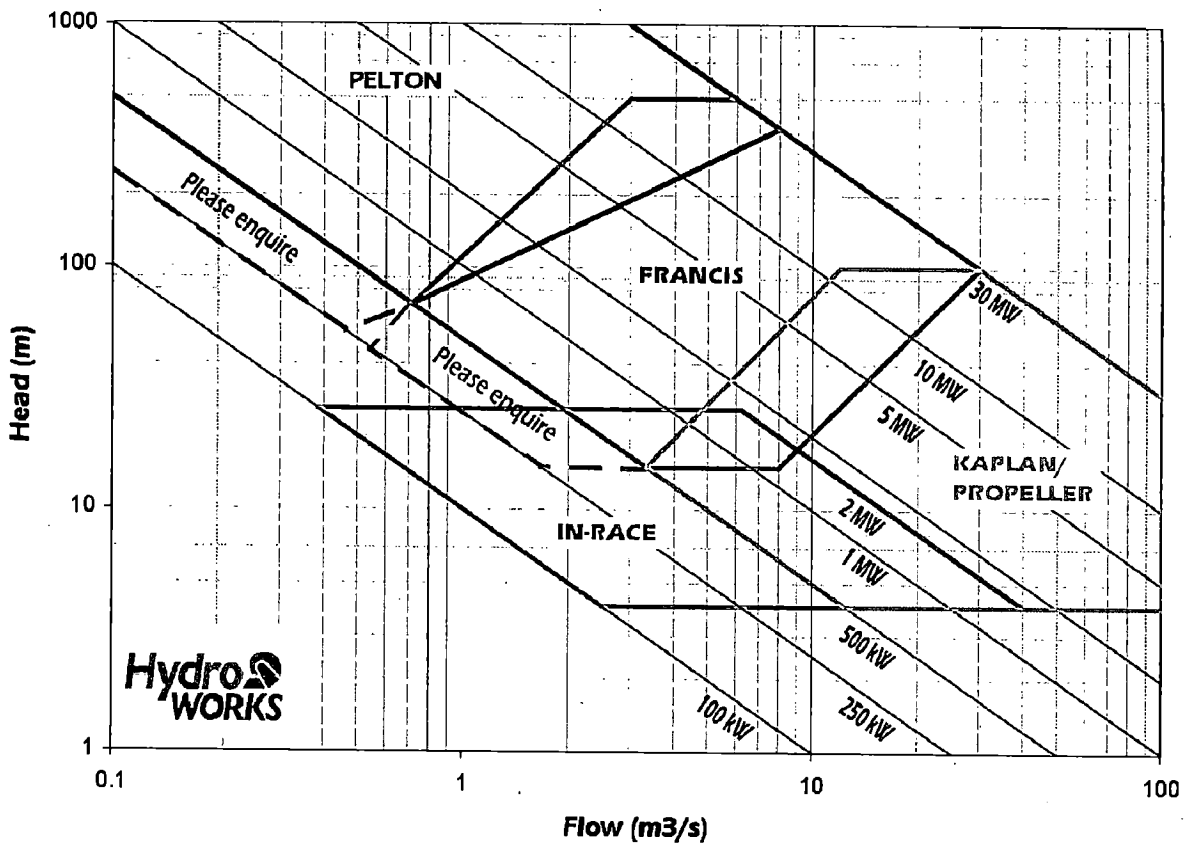 1000
PELTON
Please enquire
100
FRANCIS
30 MW
Head (m)
Please enquire
10 MW
5 MW
KAPLAN/
PROPELLER
10
IN-RACE
2 MW
1 MW
500 kW
Hydro
WORKS
100 kW
250 kW
1
0.1
1
10
100
Flow (m3/s)